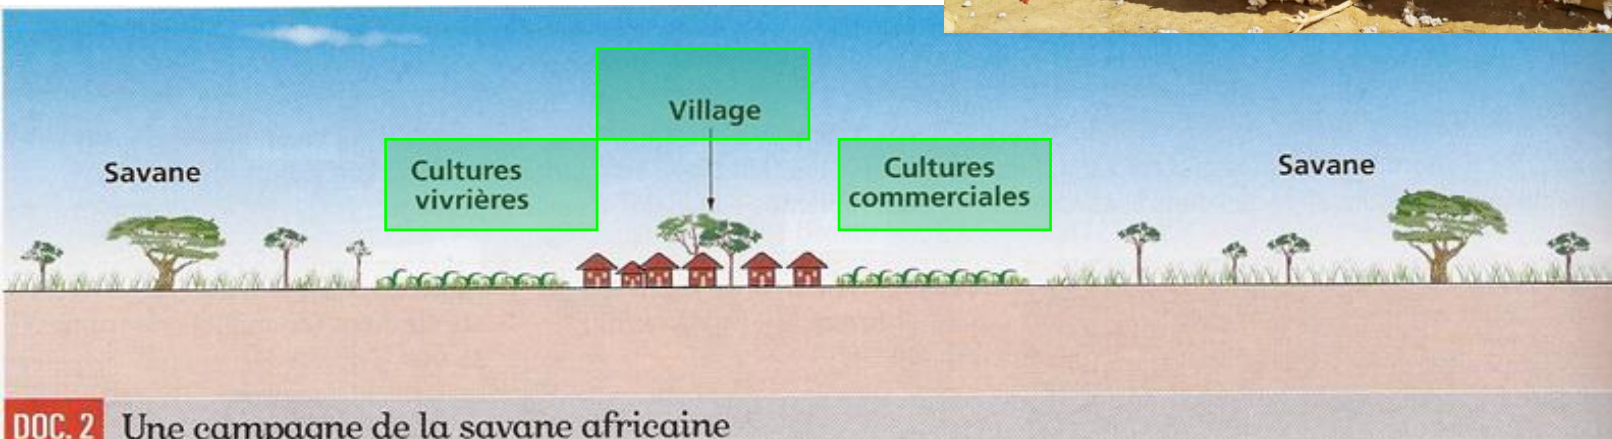 Village
Savane
Cultures
vivrières
Cultures
commerciales
Savane
DOC. 2 Une campagne de la savane africaine